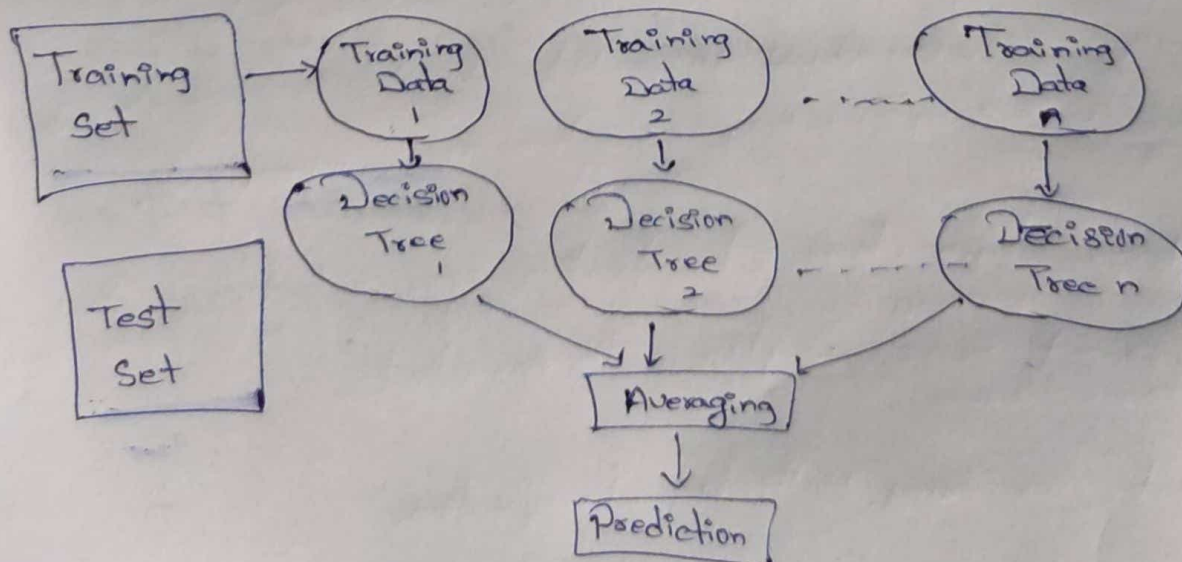 Training
Set
Training
Data
1
Training
Data
2
Training
Data
n
Decision
Tree
1
Decision
Tree
2
Decision
Tree n
Test
Set
Averaging
Prediction